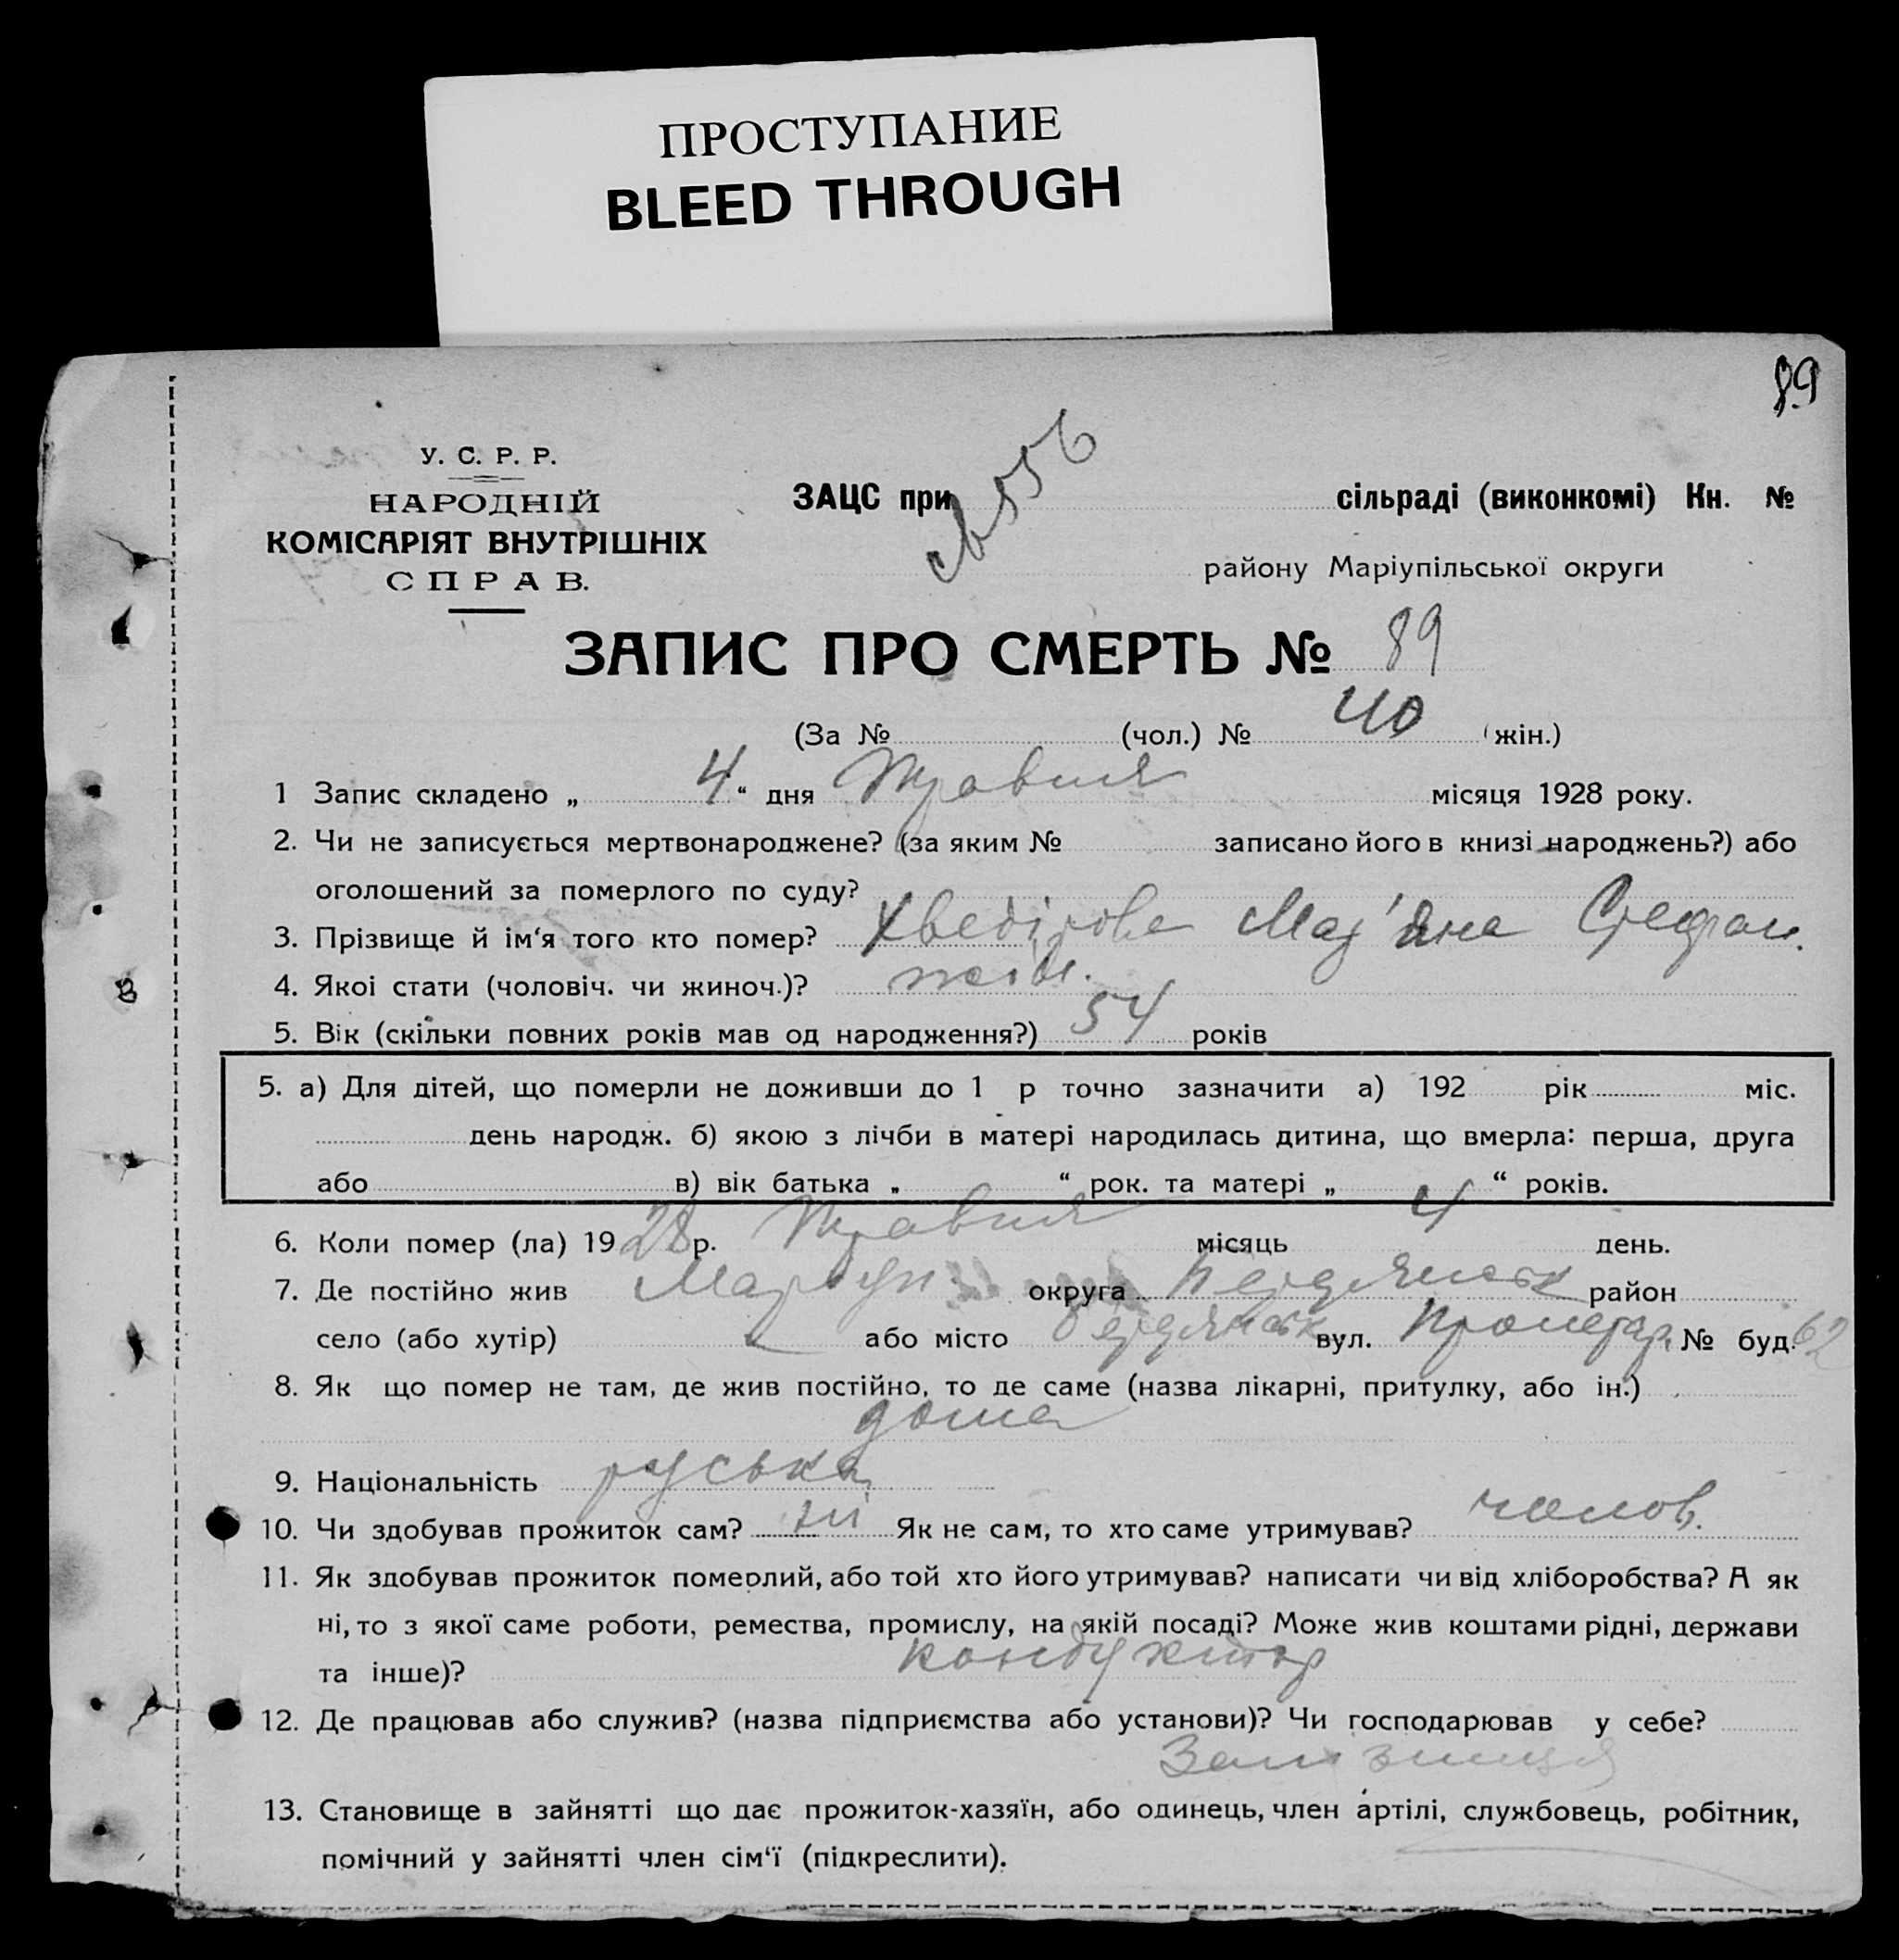 ПРОСТУПАНИЕ
BLEED THROUGH
89
У. С. Р. Р.
НАРОДНІЙ
КОМІСАРІЯТ ВНУТРІШНІХ
СПРАВ.
ЗАЦС при сільраді (виконкомі) Кн. №
району Маріупільської округи
ЗАПИС ПРО СМЕРТЬ № 89
(За № (чол.) № 40 (жін.)
1 Запис складено „ 4 “ дня Травня місяця 1928 року.
2. Чи не записується мертвонароджене? (за яким № записано його в книзі народжень?) або
оголошений за померлого по суду?
3. Прізвище й ім‘я того кто помер? Хведірова Мар'яна Стефан.
4. Якоі стати (чоловіч. чи жиноч.)? жін.
5. Вік (скільки повних років мав од народження?) 54 років
5. а) Для дітей, що померли не доживши до 1 р точно зазначити а) 192 рік міс.
день народж. б) якою з лічби в матері народилась дитина, що вмерла: перша, друга
або в) вік батька „ “ рок. та матері „ “ років.
6. Коли помер (ла) 19 28 р. Травня місяць 4 день.
7. Де постійно жив Маріуп. округа Бердянськ район
село (або хутір) або місто Бердянськ вул. Пролетар. № буд. 62
8. Як що помер не там, де жив постійно, то де саме (назва лікарні, притулку, або ін.)
дома
9. Національність руська
10. Чи здобував прожиток сам? ні Як не сам, то хто саме утримував? чолов.
11. Як здобував прожиток померлий, або той хто його утримував? написати чи від хліборобства? А як
ні, то з якої саме роботи, ремества, промислу, на якій посаді? Може жив коштами рідні, держави
та інше)? кондуктор
12. Де працював або служив? (назва підприємства або установи)? Чи господарював у себе?
Залізниця
13. Становище в зайнятті що дає прожиток-хазяїн, або одинець, член артілі, службовець, робітник,
помічний у зайнятті член сім‘ї (підкреслити).